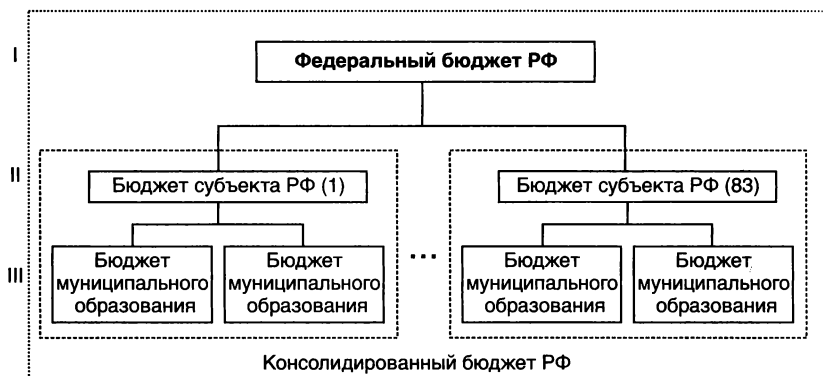 I
Федеральный бюджет РФ
II
Бюджет субъекта РФ (1)
Бюджет субъекта РФ (83)
III
Бюджет
муниципального
образования
Бюджет
муниципального
образования
...
Бюджет
муниципального
образования
Бюджет
муниципального
образования
Консолидированный бюджет РФ